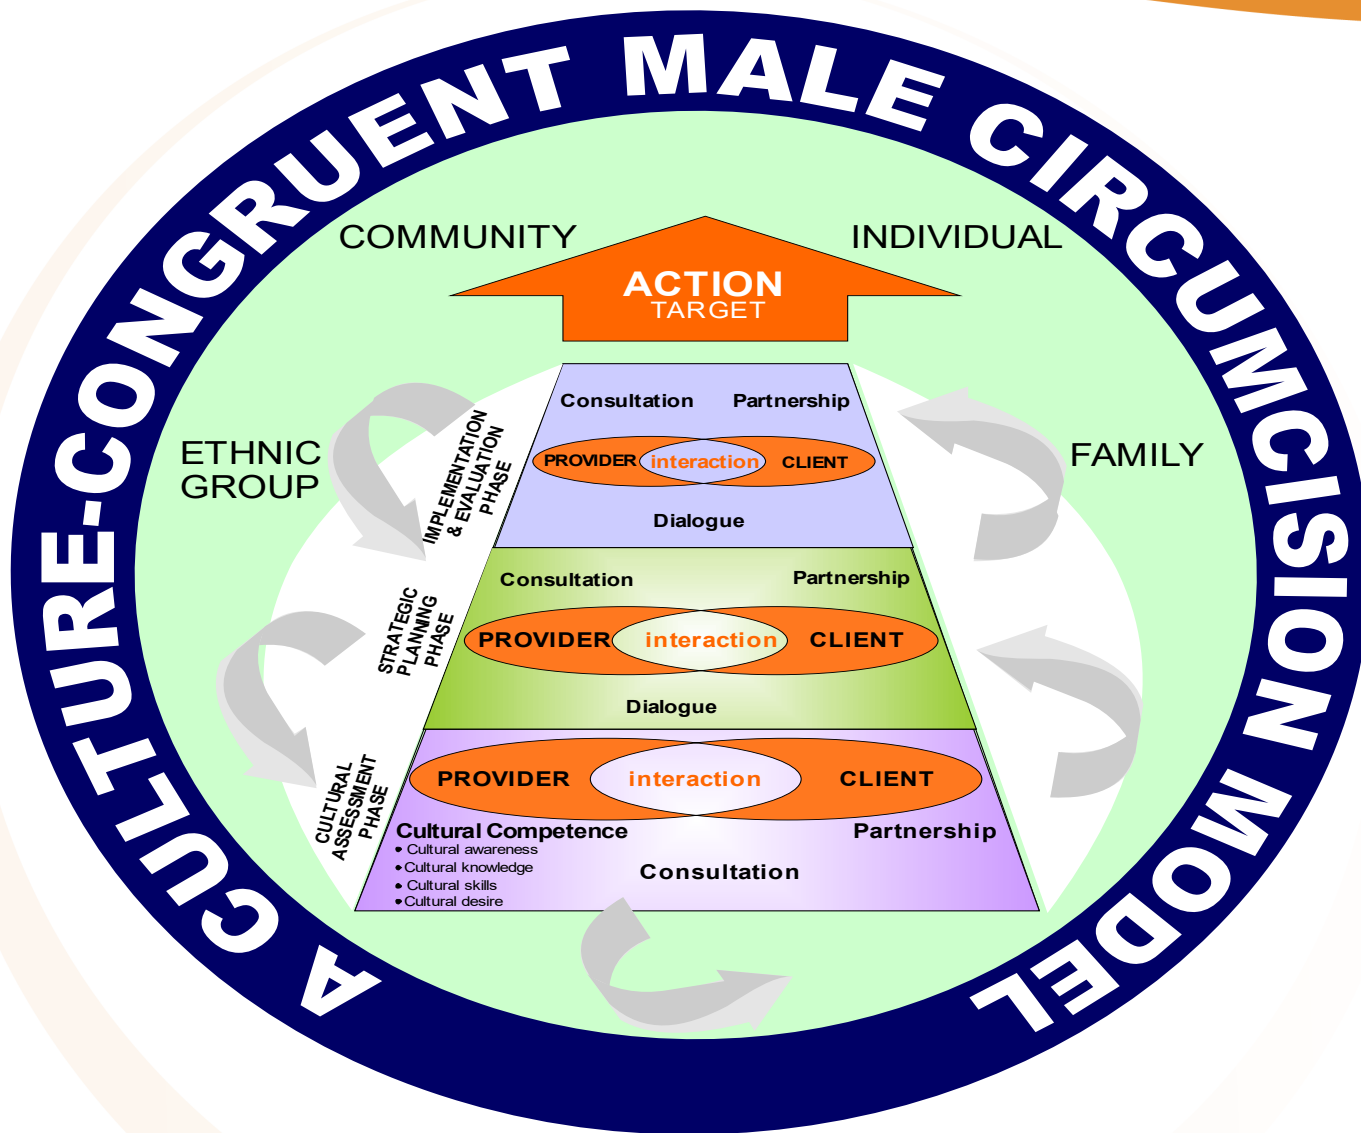 A CULTURE-CONGRUENT MALE CIRCUMCISION MODEL
COMMUNITY
INDIVIDUAL
ACTION
TARGET
ETHNIC
GROUP
FAMILY
IMPLEMENTATION
& EVALUATION
PHASE
Consultation
Partnership
PROVIDER
interaction
CLIENT
Dialogue
STRATEGIC
PLANNING
PHASE
Consultation
Partnership
PROVIDER
interaction
CLIENT
Dialogue
CULTURAL
ASSESSMENT
PHASE
PROVIDER
interaction
CLIENT
Cultural Competence
• Cultural awareness
• Cultural knowledge
• Cultural skills
• Cultural desire
Partnership
Consultation